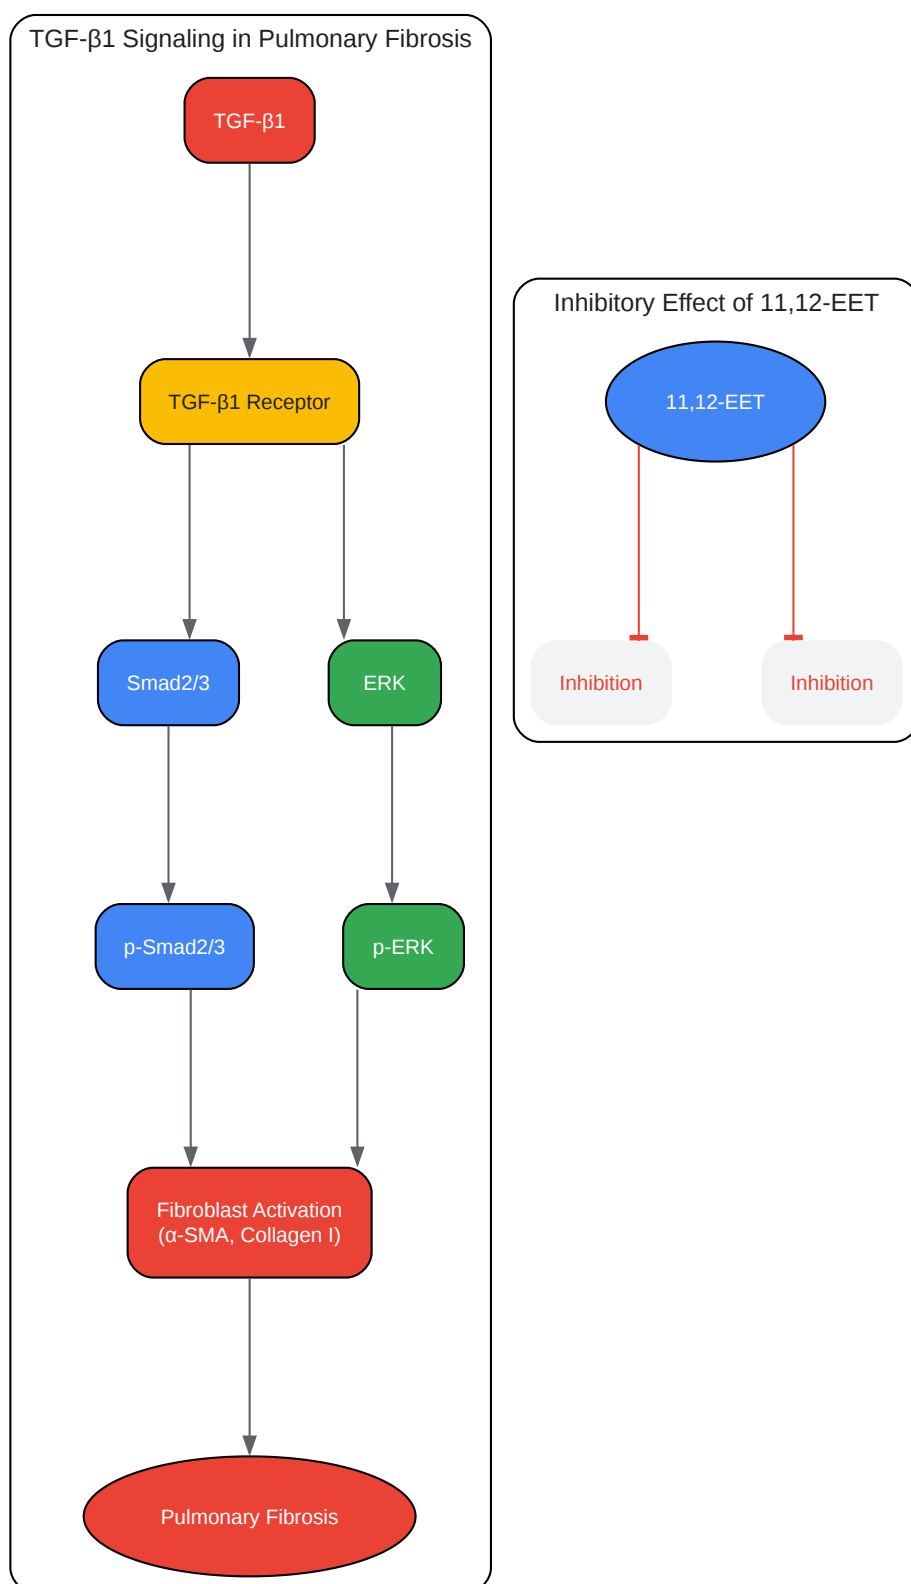 TGF-β1 Signaling in Pulmonary Fibrosis
TGF-β1
TGF-β1 Receptor
Smad2/3
ERK
p-Smad2/3
p-ERK
Fibroblast Activation
(α-SMA, Collagen I)
Pulmonary Fibrosis
Inhibitory Effect of 11,12-EET
11,12-EET
Inhibition
Inhibition